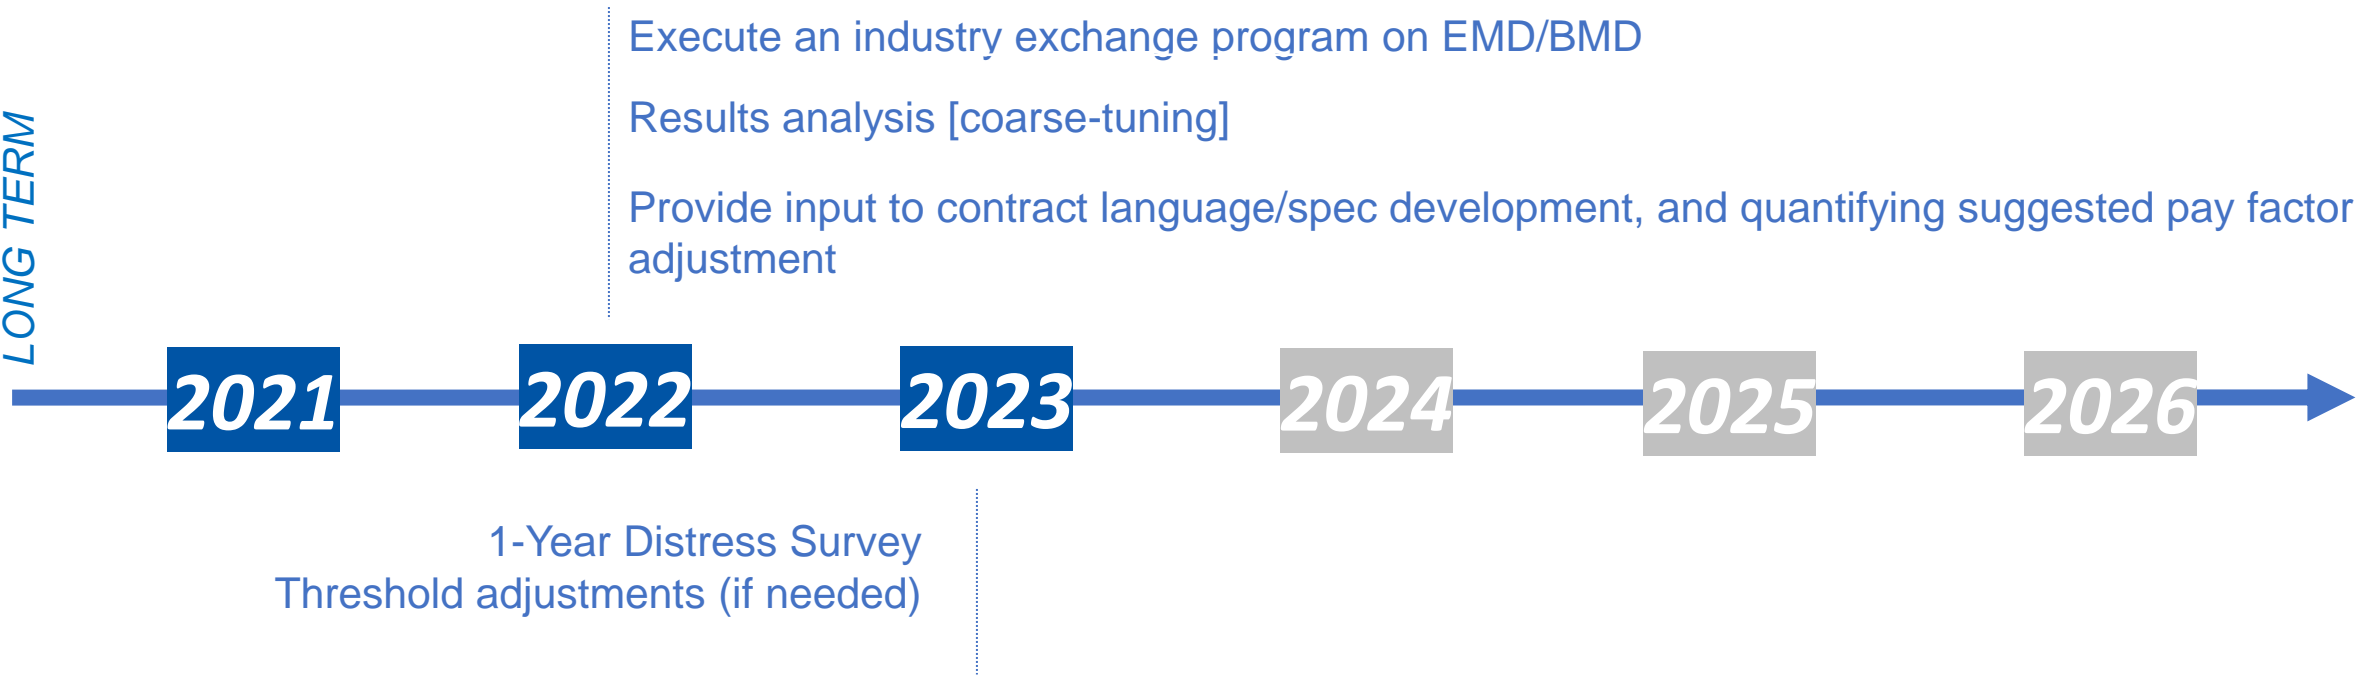 Execute an industry exchange program on EMD/BMD
Results analysis [coarse-tuning]
Provide input to contract language/spec development, and quantifying suggested pay factor
adjustment
LONG TERM
2021
2022
2023
2024
2025
2026
1-Year Distress Survey
Threshold adjustments (if needed)